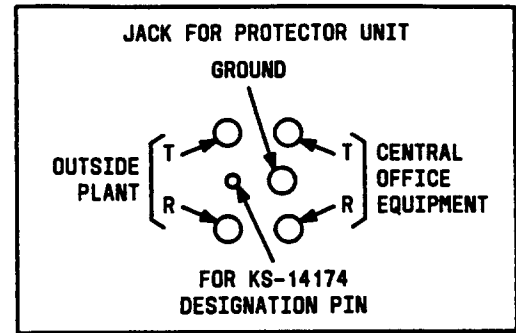 JACK FOR PROTECTOR UNIT
GROUND
T
OUTSIDE
PLANT
R
T
CENTRAL
OFFICE
R
EQUIPMENT
FOR KS-14174
DESIGNATION PIN